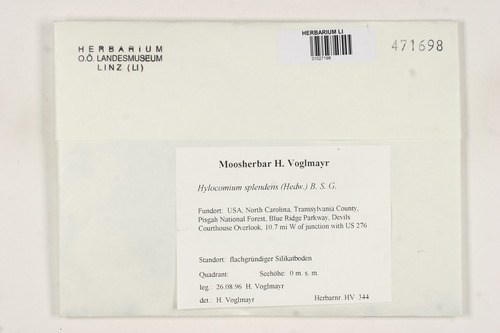 HERBARIUM
O.Ö. LANDESMUSEUM
LINZ (LI)
HERBARIUM LI
471698
Moosherbar H. Voglmayr
Hylocomium splendens (Hedw.) B. S. G.
Fundort: USA, North Carolina, Transsylvania County,
Pisgah National Forest, Blue Ridge Parkway, Devils
Courthouse Overlook, 10.7 mi W of junction with US 276
Standort: flachgründiger Silikatboden
Quadrant: Seehöhe: 0 m. s. m.
leg.: 26.08.96 H. Voglmayr
det.: H. Voglmayr Herbarnr. HV 344